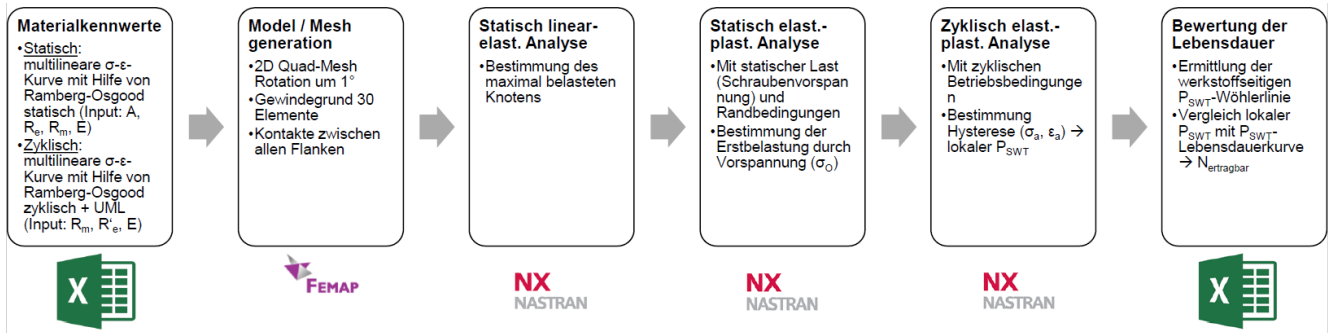 Materialkennwerte
•Statisch:
multilineare σ-ε-
Kurve mit Hilfe von
Ramberg-Osgood
statisch (Input: A,
Re, Rm, E)
•Zyklisch:
multilineare σ-ε-
Kurve mit Hilfe von
Ramberg-Osgood
zyklisch + UML
(Input: Rm, R‘e, E)
Model / Mesh
generation
•2D Quad-Mesh
Rotation um 1°
•Gewindegrund 30
Elemente
•Kontakte zwischen
allen Flanken
Statisch linear-
elast. Analyse
•Bestimmung des
maximal belasteten
Knotens
Statisch elast.-
plast. Analyse
•Mit statischer Last
(Schraubenvorspan
nung) und
Randbedingungen
•Bestimmung der
Erstbelastung durch
Vorspannung (σO)
Zyklisch elast.-
plast. Analyse
•Mit zyklischen
Betriebsbedingunge
n
•Bestimmung
Hysterese (σa, εa) →
lokaler PSWT
Bewertung der
Lebensdauer
•Ermittlung der
werkstoffseitigen
PSWT-Wöhlerlinie
•Vergleich lokaler
PSWT mit PSWT-
Lebensdauerkurve
→ Nertragbar
X
FEMAP
NX
NASTRAN
NX
NASTRAN
NX
NASTRAN
X